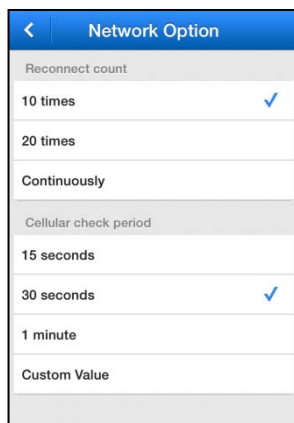 Network Option
Reconnect count
10 times
20 times
Continuously
Cellular check period
15 seconds
30 seconds
1 minute
Custom Value